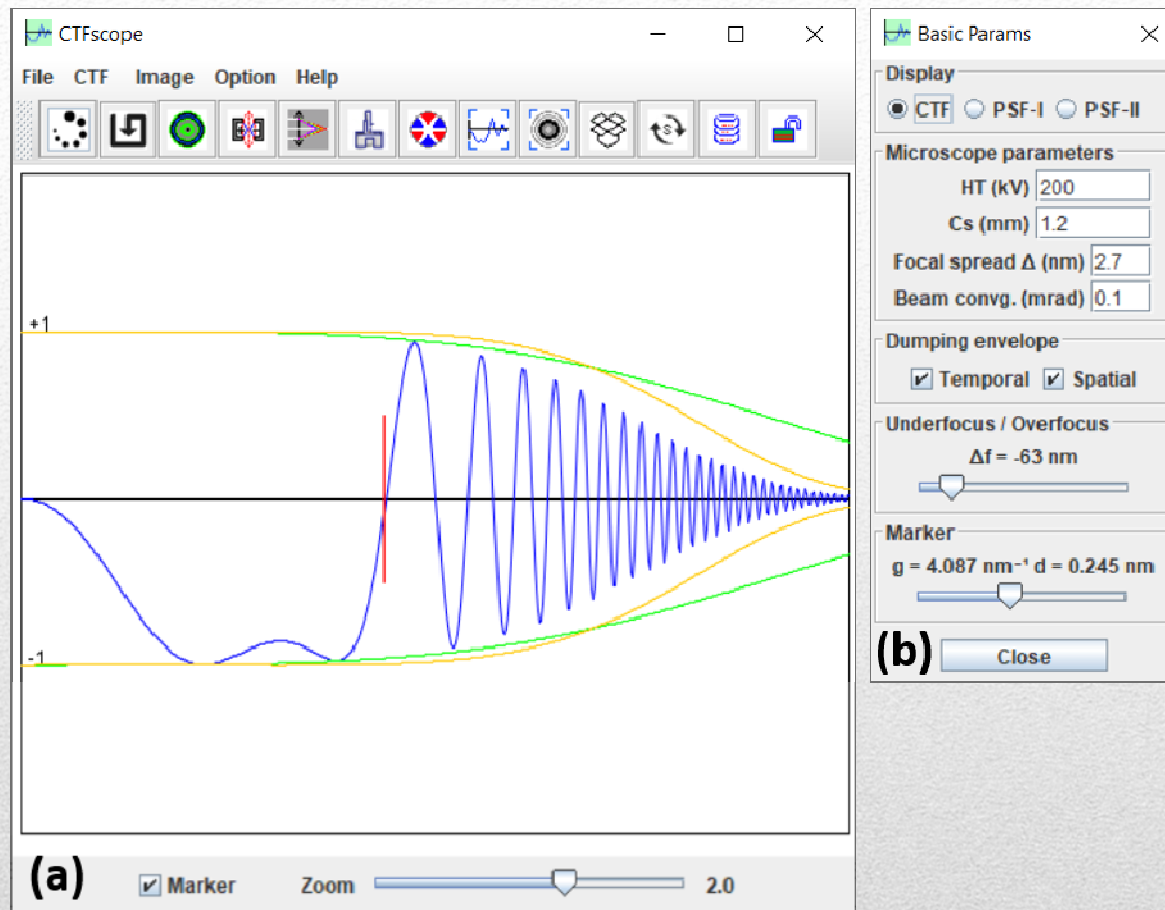 CTFscope
File CTF Image Option Help
+1
-1
(a)
Marker Zoom 2.0
Basic Params
Display
CTF PSF-I PSF-II
Microscope parameters
HT (kV) 200
Cs (mm) 1.2
Focal spread Δ (nm) 2.7
Beam convg. (mrad) 0.1
Dumping envelope
Temporal Spatial
Underfocus / Overfocus
Δf = -63 nm
Marker
g = 4.087 nm⁻¹ d = 0.245 nm
(b)
Close